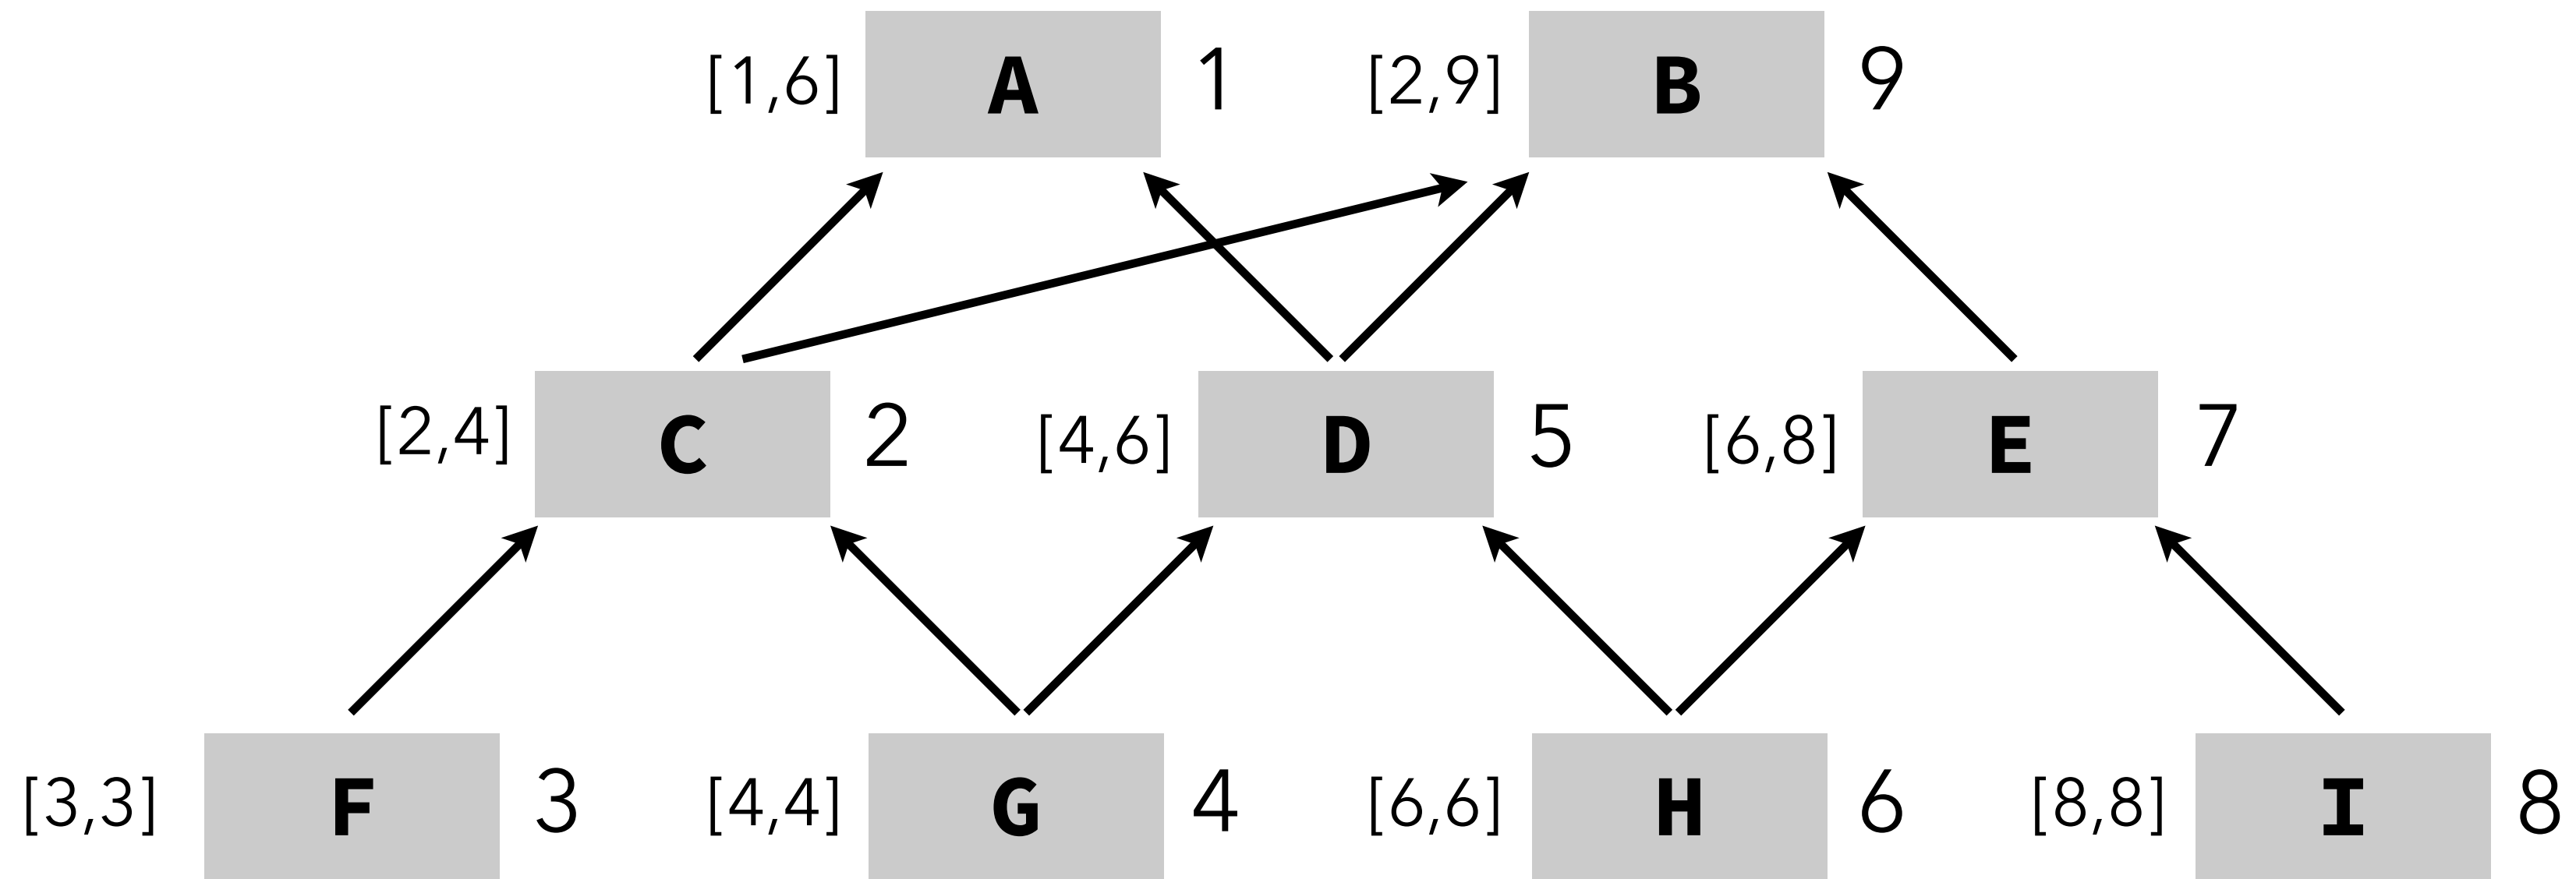 [1,6] A 1 [2,9] B 9
[2,4] C 2 [4,6] D 5 [6,8] E 7
[3,3] F 3 [4,4] G 4 [6,6] H 6 [8,8] I 8